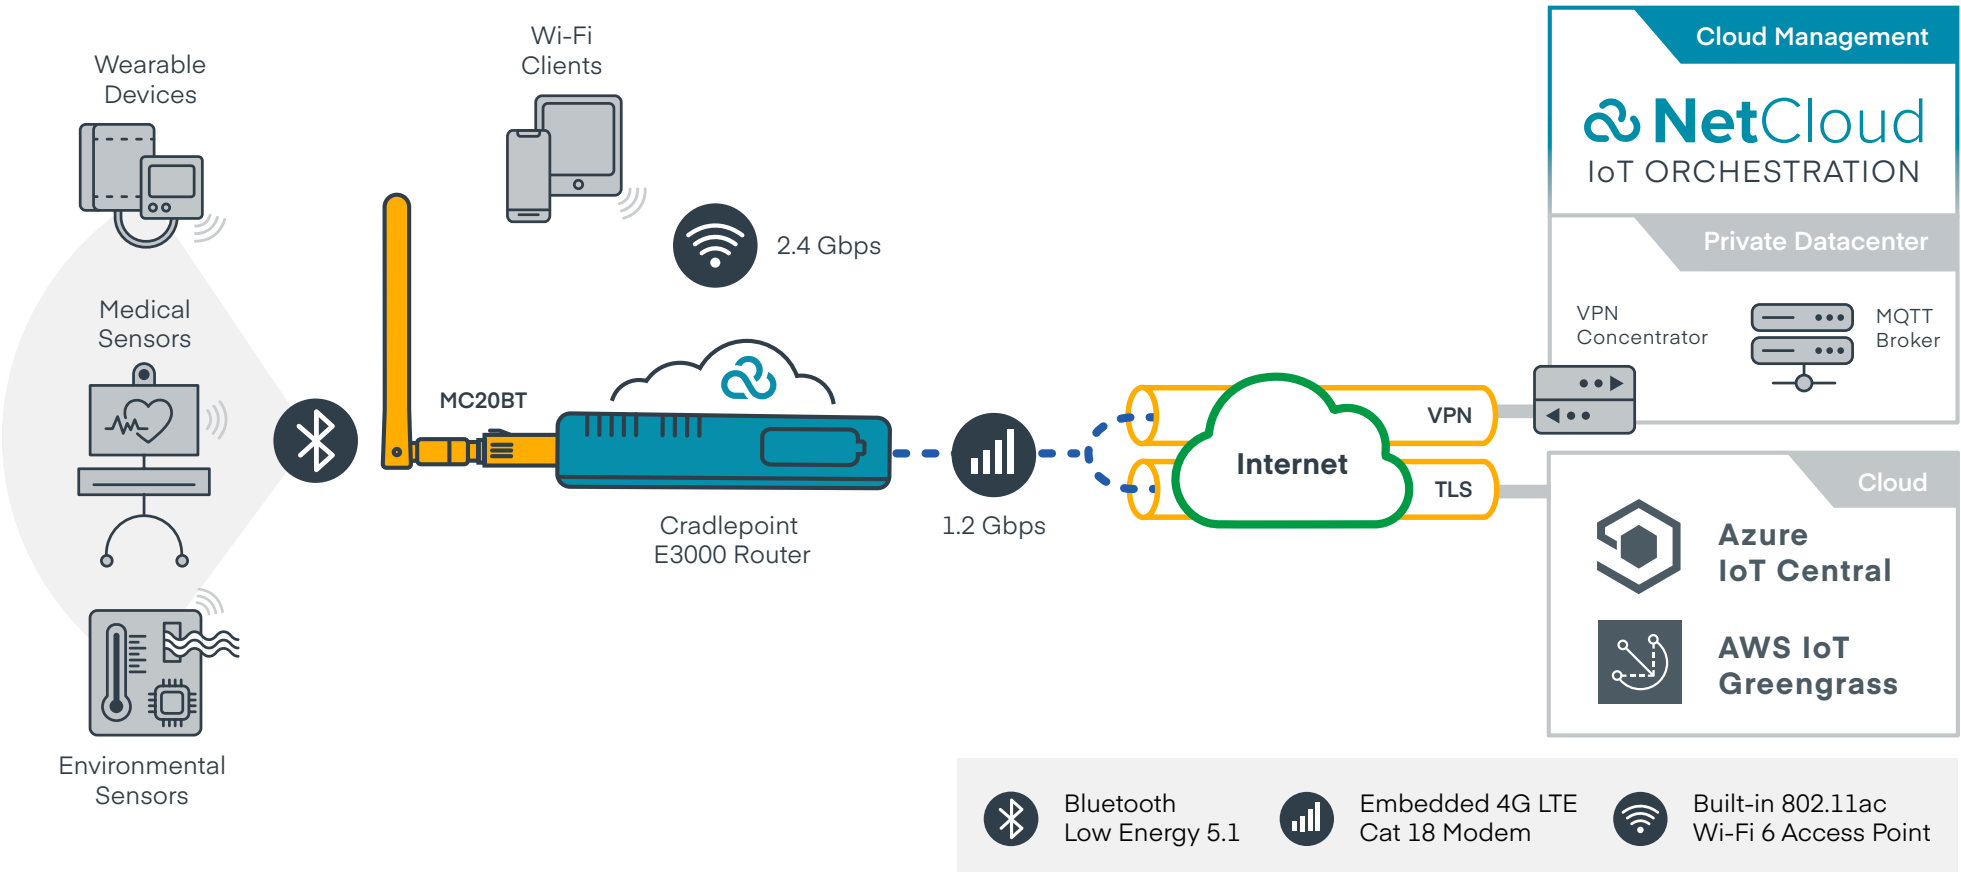 Wearable
Devices
Wi-Fi
Clients
2.4 Gbps
Medical
Sensors
MC20BT
Cradlepoint
E3000 Router
1.2 Gbps
Environmental
Sensors
VPN
Internet
TLS
Cloud Management
NetCloud
IoT ORCHESTRATION
Private Datacenter
VPN
Concentrator
MQTT
Broker
Cloud
Azure
IoT Central
AWS IoT
Greengrass
Bluetooth
Low Energy 5.1
Embedded 4G LTE
Cat 18 Modem
Built-in 802.11ac
Wi-Fi 6 Access Point